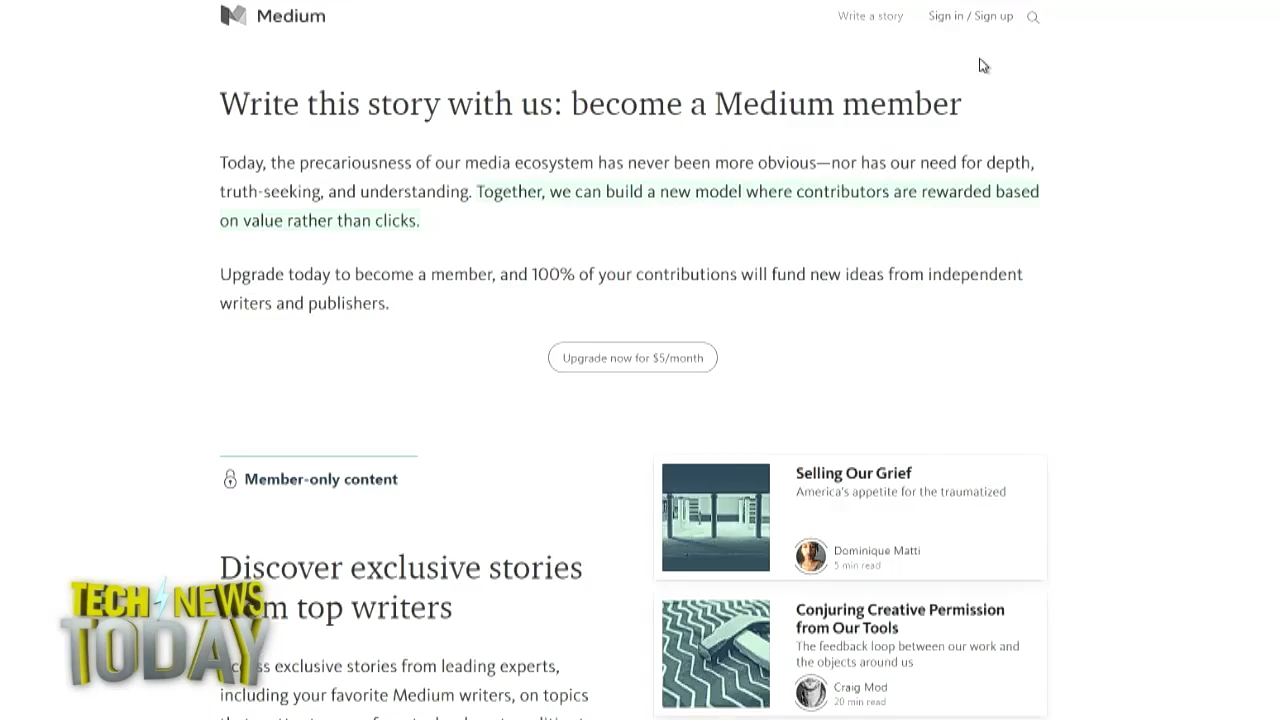 Medium
Write a story Sign in / Sign up
Write this story with us: become a Medium member
Today, the precariousness of our media ecosystem has never been more obvious—nor has our need for depth,
truth-seeking, and understanding. Together, we can build a new model where contributors are rewarded based
on value rather than clicks.
Upgrade today to become a member, and 100% of your contributions will fund new ideas from independent
writers and publishers.
Upgrade now for $5/month
Member-only content
Discover exclusive stories
top writers
exclusive stories from leading experts,
including your favorite Medium writers, on topics
Selling Our Grief
America's appetite for the traumatized
Dominique Matti
5 min read
Conjuring Creative Permission
from Our Tools
The feedback loop between our work and
the objects around us
Craig Mod
20 min read
TECH NEWS
TODAY